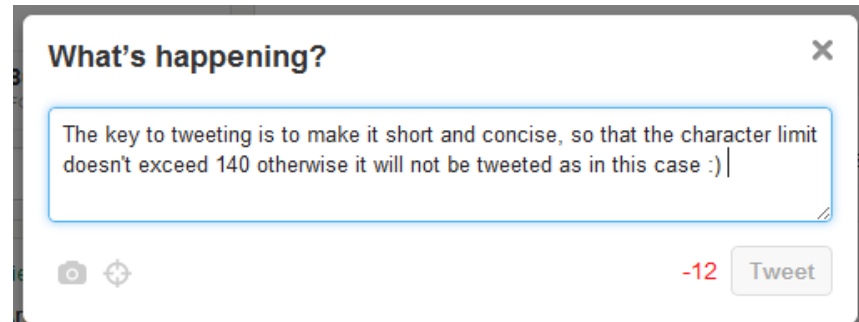 What's happening?
The key to tweeting is to make it short and concise, so that the character limit
doesn't exceed 140 otherwise it will not be tweeted as in this case :)
-12 Tweet